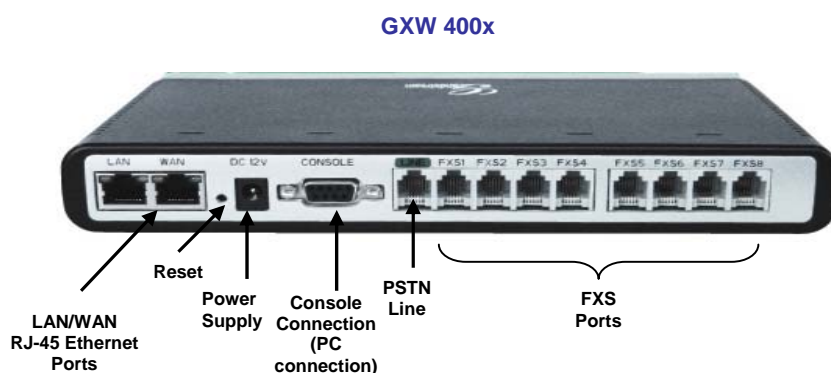 GXW 400x
Grandstream
LAN WAN DC 12V CONSOLE LINE FXS1 FXS2 FXS3 FXS4 FXS5 FXS6 FXS7 FXS8
Reset
LAN/WAN
RJ-45 Ethernet
Ports
Power
Supply
Console
Connection
(PC
connection)
PSTN
Line
FXS
Ports